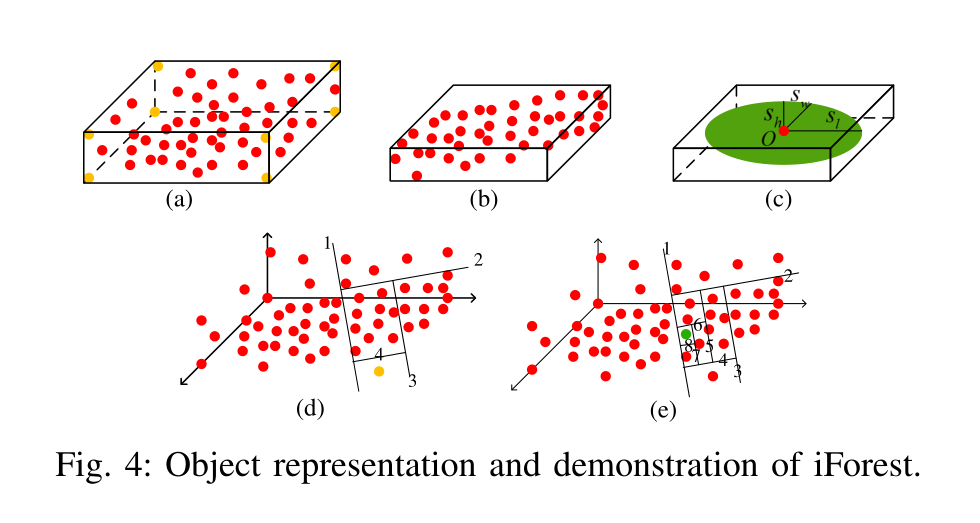 (a)
(b)
s_h
s_w
s_l
O
(c)
1
2
3
4
(d)
1
2
3
4
5
6
7
8
(e)
Fig. 4: Object representation and demonstration of iForest.